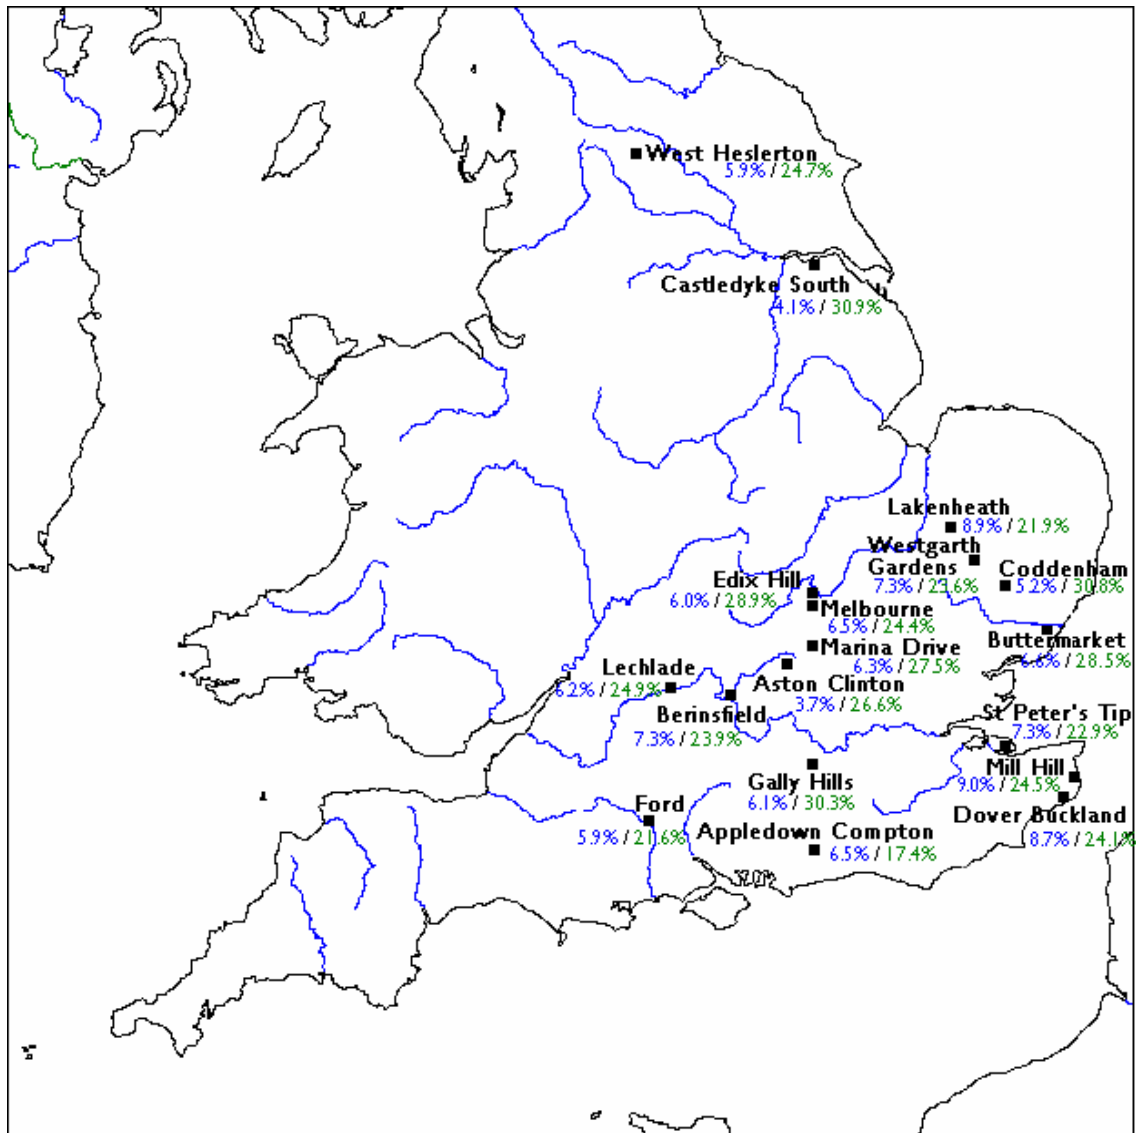 West Heslerton
5.9% / 24.7%
Castledyke South
4.1% / 30.9%
Lakenheath
8.9% / 21.9%
Westgarth
Gardens
7.3% / 23.6%
Coddenham
5.2% / 30.8%
Edix Hill
6.0% / 28.9%
Melbourne
6.5% / 24.4%
Buttermarket
6.6% / 28.5%
Marina Drive
6.3% / 27.5%
Lechlade
6.2% / 24.9%
Aston Clinton
3.7% / 26.6%
Berinsfield
7.3% / 23.9%
St Peter's Tip
7.3% / 22.9%
Mill Hill
9.0% / 24.5%
Gally Hills
6.1% / 30.3%
Ford
5.9% / 21.6%
Dover Buckland
8.7% / 24.1%
Appledown Compton
6.5% / 17.4%